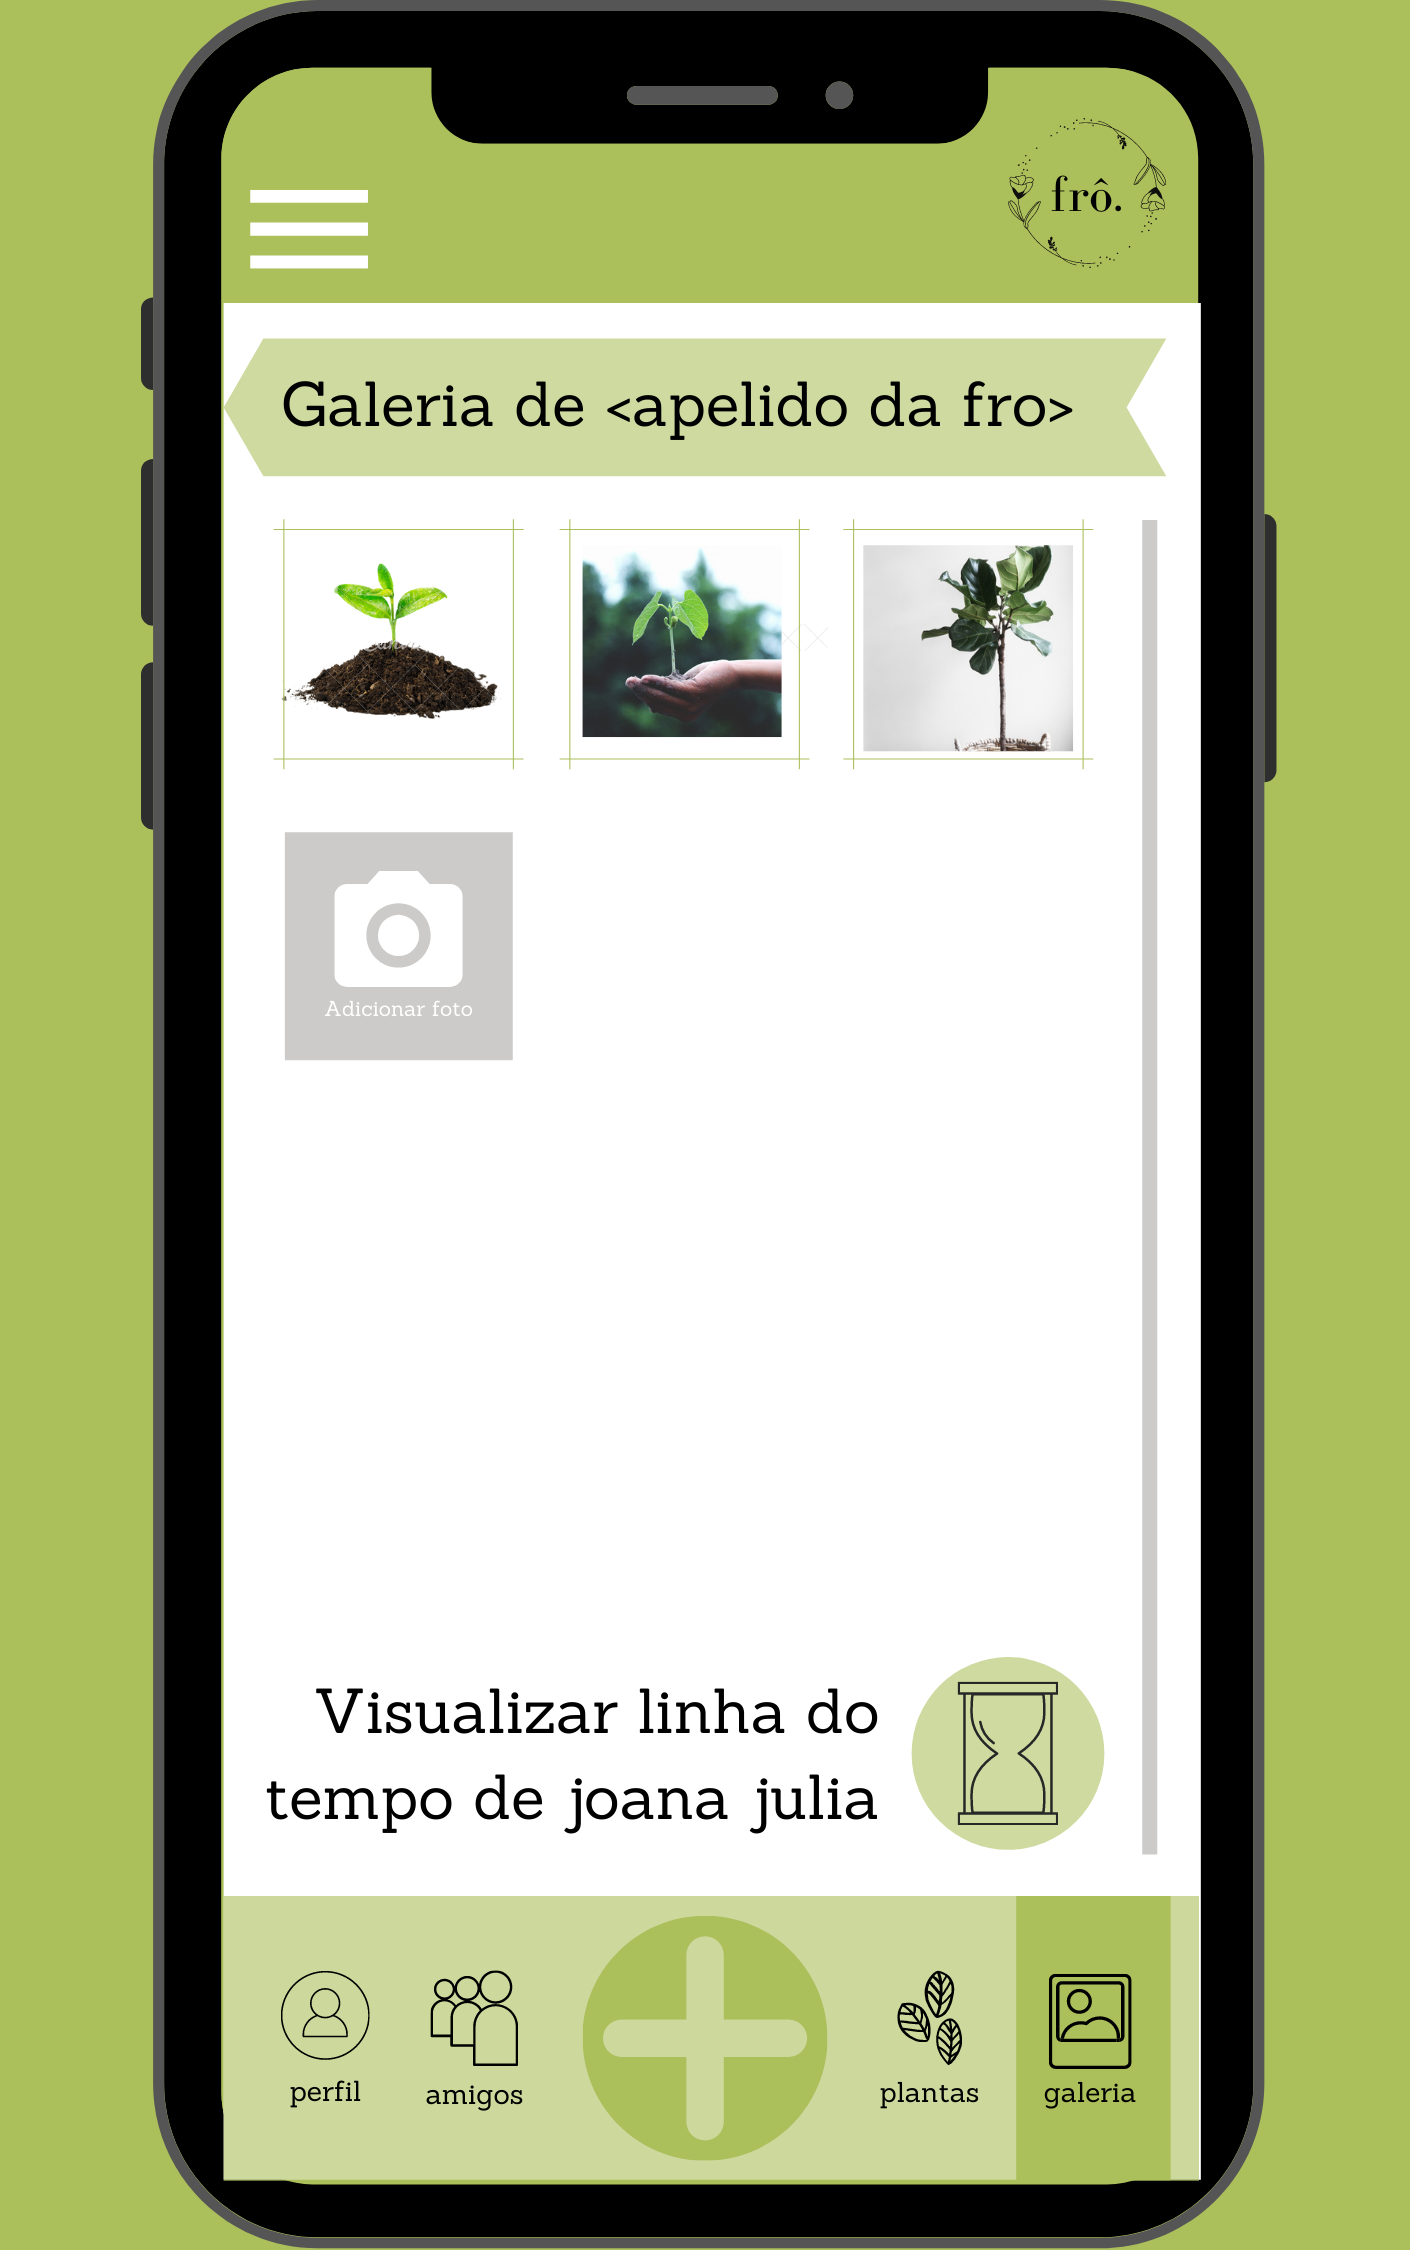 frô.
Galeria de <apelido da fro>
Adicionar foto
Visualizar linha do
tempo de joana julia
perfil
amigos
plantas
galeria